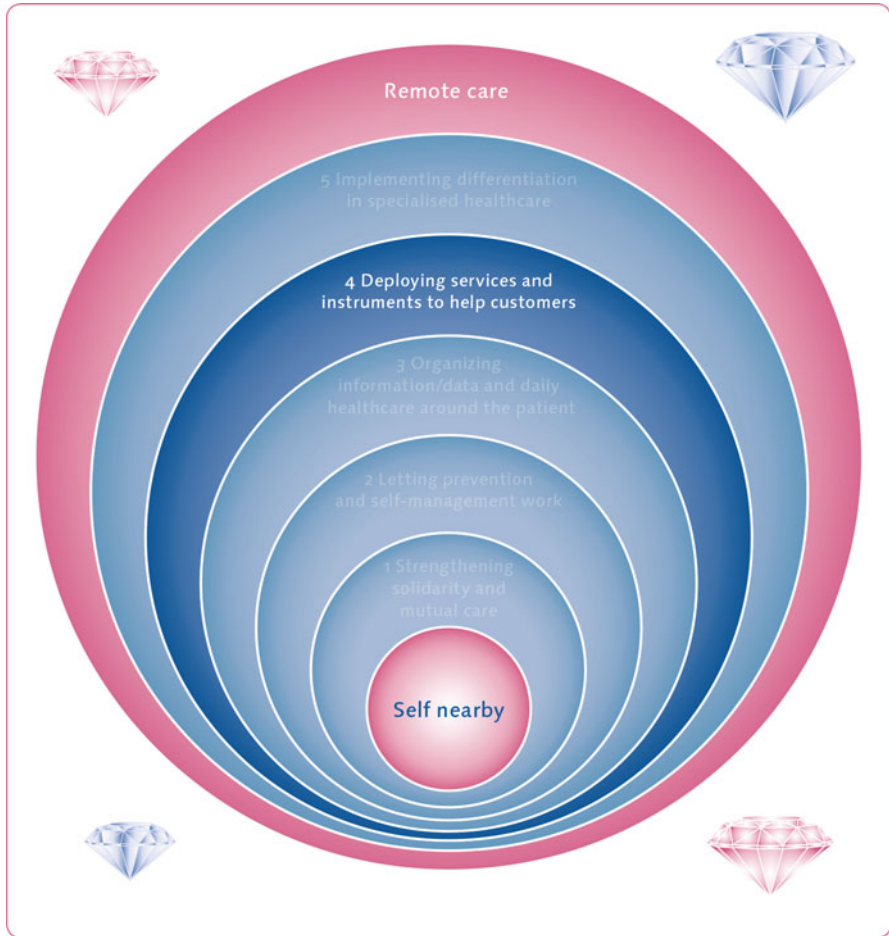 Remote care
5 Implementing differentiation
in specialised healthcare
4 Deploying services and
instruments to help customers
3 Organizing
information/data and daily
healthcare around the patient
2 Letting prevention
and self-management work
1 Strengthening
solidarity and
mutual care
Self nearby